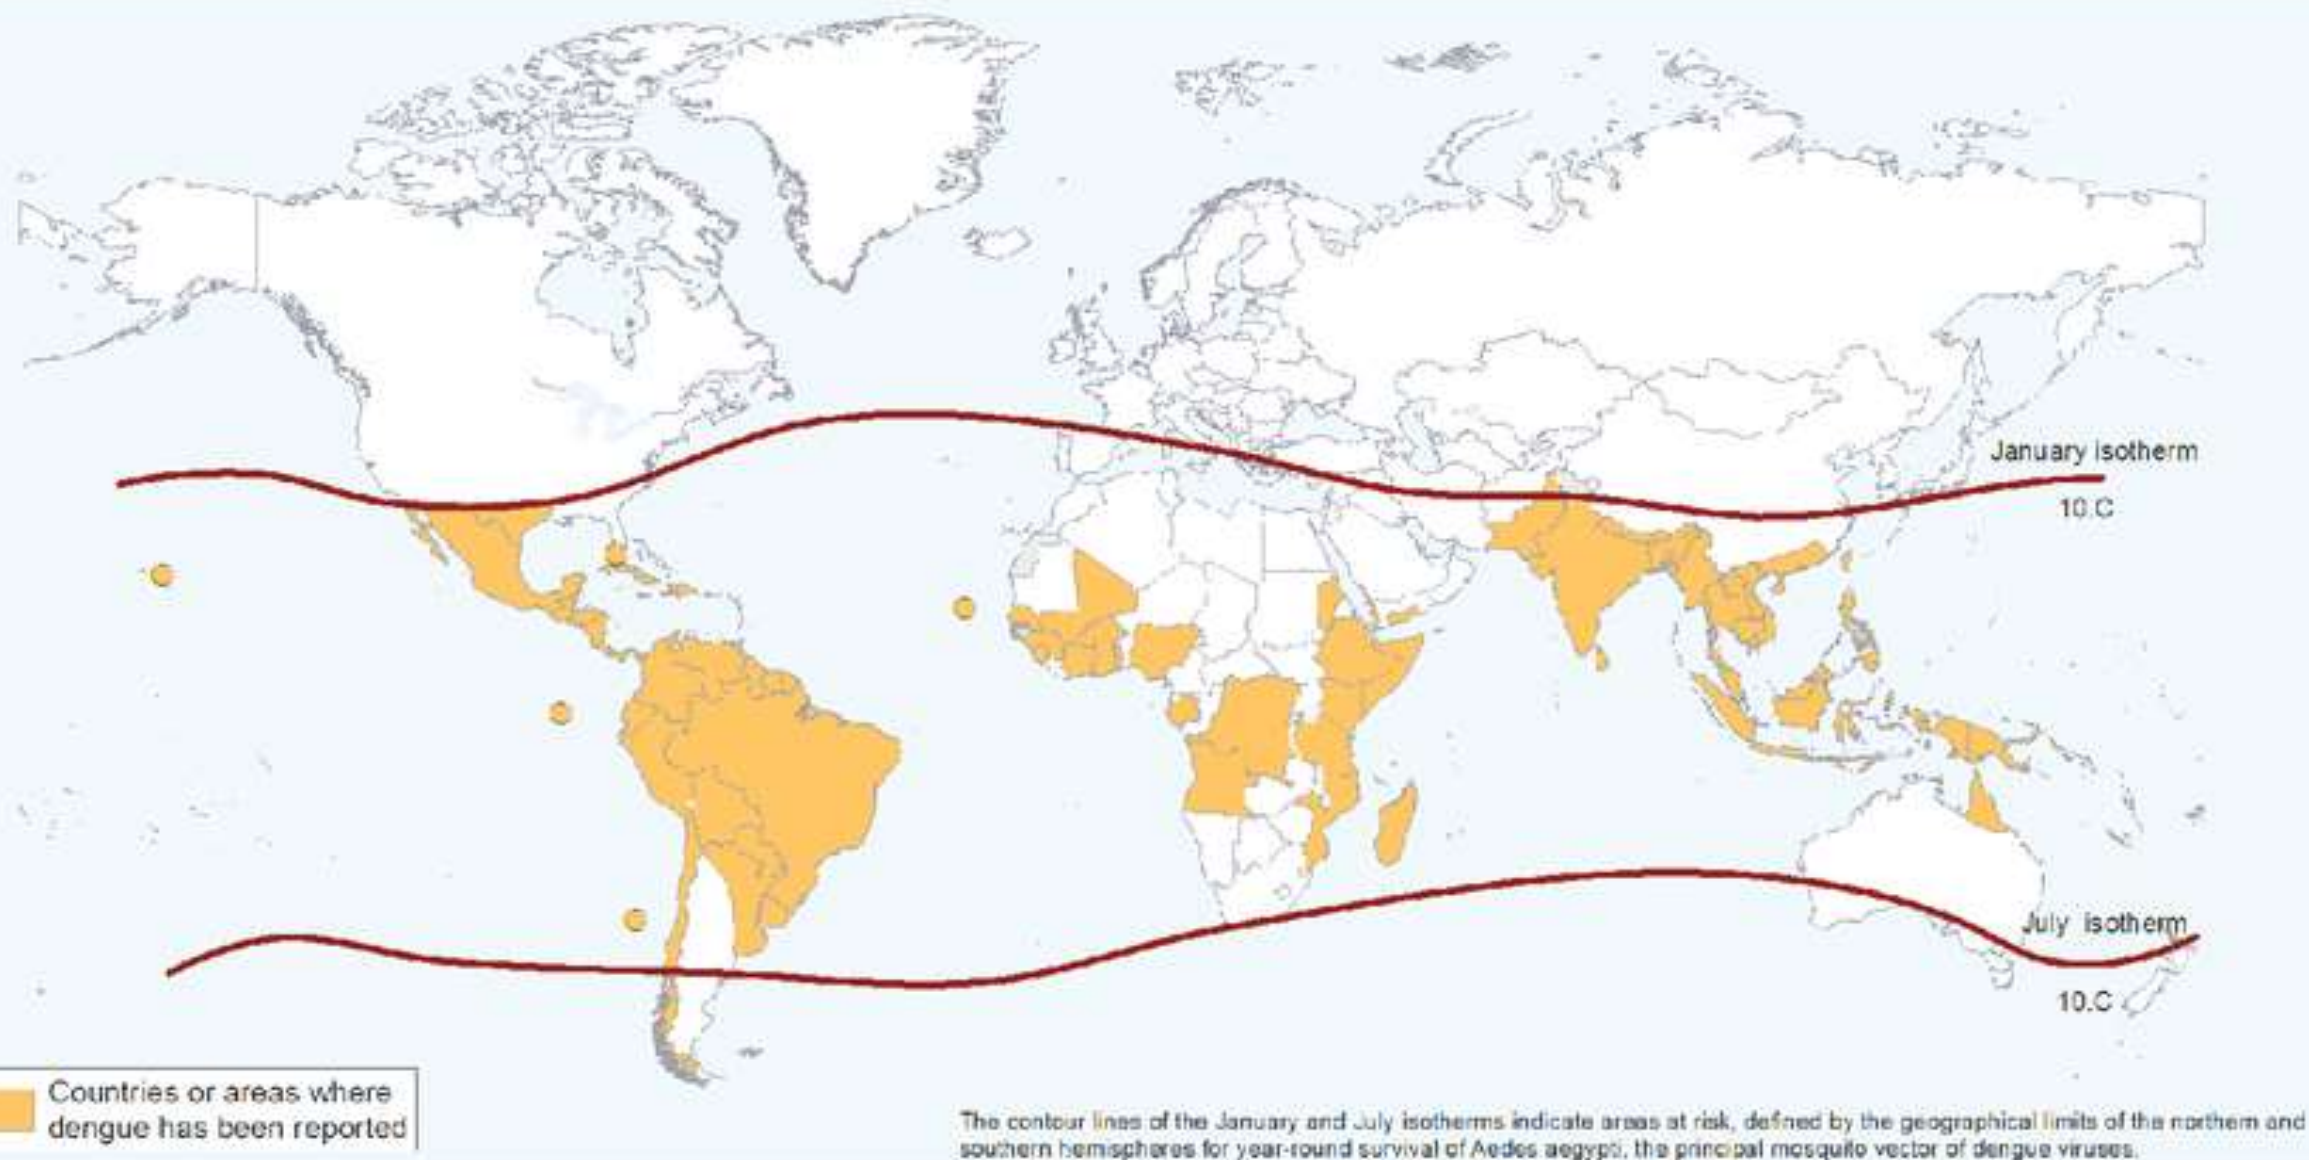 January isotherm
10.C
July isotherm
10.C
Countries or areas where
dengue has been reported
The contour lines of the January and July isotherms indicate areas at risk, defined by the geographical limits of the northern and
southern hemispheres for year-round survival of Aedes aegypti, the principal mosquito vector of dengue viruses.